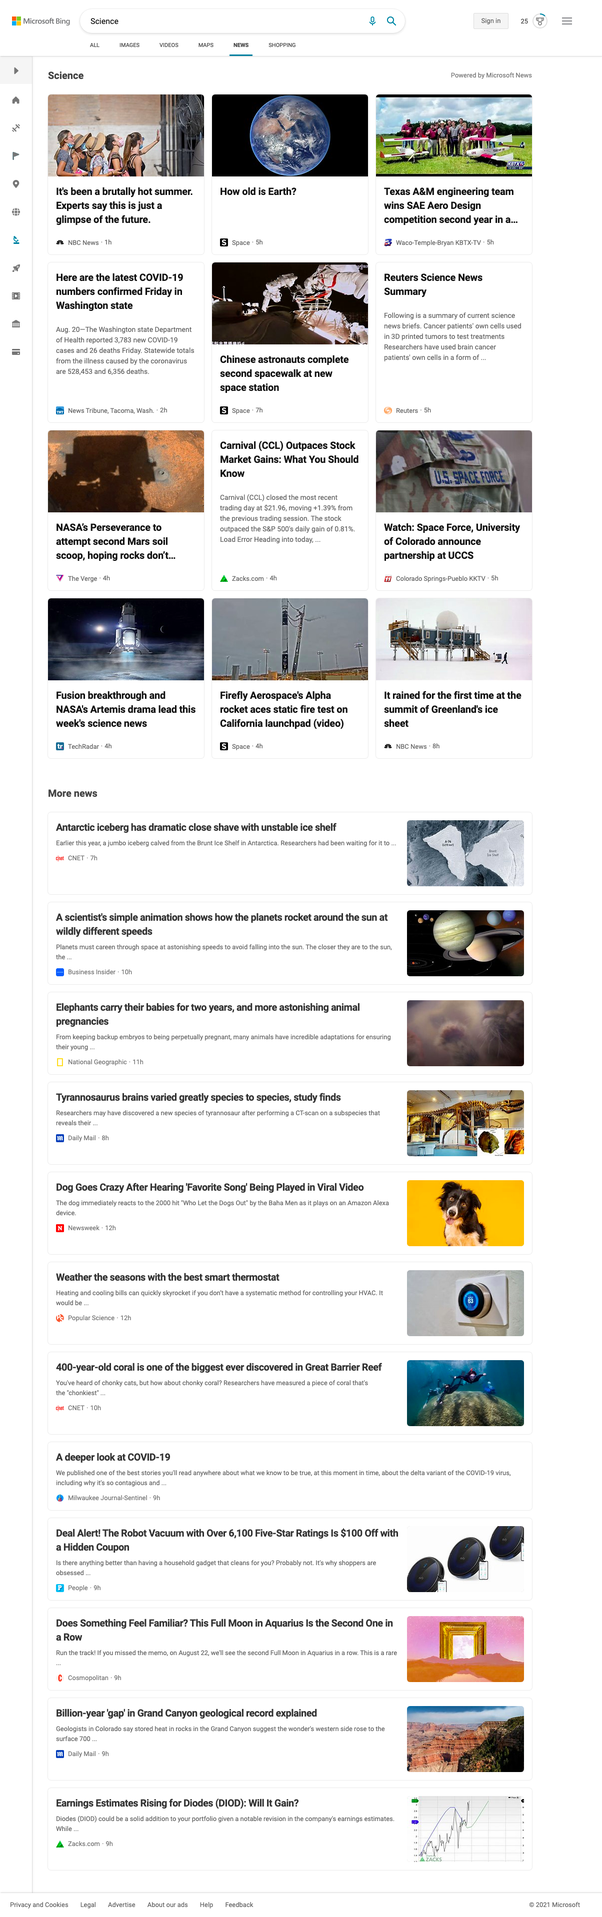 Microsoft Bing
Science
Sign in
25
ALL IMAGES VIDEOS MAPS NEWS SHOPPING
Science
Powered by Microsoft News
It's been a brutally hot summer.
Experts say this is just a
glimpse of the future.
NBC News · 1h
How old is Earth?
Space · 5h
Texas A&M engineering team
wins SAE Aero Design
competition second year in a...
Waco-Temple-Bryan KBTX-TV · 5h
Here are the latest COVID-19
numbers confirmed Friday in
Washington state
Aug. 20—The Washington state Department
of Health reported 3,783 new COVID-19
cases and 26 deaths Friday. Statewide totals
from the illness caused by the coronavirus
are 528,453 and 6,356 deaths.
News Tribune, Tacoma, Wash. · 2h
Chinese astronauts complete
second spacewalk at new
space station
Space · 7h
Reuters Science News
Summary
Following is a summary of current science
news briefs. Cancer patients' own cells used
in 3D printed tumors to test treatments
Researchers have used brain cancer
patients' own cells in a form of ...
Reuters · 5h
NASA's Perseverance to
attempt second Mars soil
scoop, hoping rocks don't...
The Verge · 4h
Carnival (CCL) Outpaces Stock
Market Gains: What You Should
Know
Carnival (CCL) closed the most recent
trading day at $21.96, moving +1.39% from
the previous trading session. The stock
outpaced the S&P 500's daily gain of 0.81%.
Load Error Heading into today, ...
Zacks.com · 4h
U.S. SPACE FORCE
Watch: Space Force, University
of Colorado announce
partnership at UCCS
Colorado Springs-Pueblo KKTV · 5h
Fusion breakthrough and
NASA's Artemis drama lead this
week's science news
TechRadar · 4h
Firefly Aerospace's Alpha
rocket aces static fire test on
California launchpad (video)
Space · 4h
It rained for the first time at the
summit of Greenland's ice
sheet
NBC News · 8h
More news
Antarctic iceberg has dramatic close shave with unstable ice shelf
Earlier this year, a jumbo iceberg calved from the Brunt Ice Shelf in Antarctica. Researchers had been waiting for it to ...
CNET · 7h
A scientist's simple animation shows how the planets rocket around the sun at
wildly different speeds
Planets must careen through space at astonishing speeds to avoid falling into the sun. The closer they are to the sun,
the ...
Business Insider · 10h
Elephants carry their babies for two years, and more astonishing animal
pregnancies
From keeping backup embryos to being perpetually pregnant, many animals have incredible adaptations for ensuring
their young ...
National Geographic · 11h
Tyrannosaurus brains varied greatly species to species, study finds
Researchers may have discovered a new species of tyrannosaur after performing a CT-scan on a subspecies that
reveals their ...
Daily Mail · 8h
Dog Goes Crazy After Hearing 'Favorite Song' Being Played in Viral Video
The dog immediately reacts to the 2000 hit "Who Let the Dogs Out" by the Baha Men as it plays on an Amazon Alexa
device.
Newsweek · 12h
Weather the seasons with the best smart thermostat
Heating and cooling bills can quickly skyrocket if you don't have a systematic method for controlling your HVAC. It
would be ...
Popular Science · 12h
63
400-year-old coral is one of the biggest ever discovered in Great Barrier Reef
You've heard of chonky cats, but how about chonky coral? Researchers have measured a piece of coral that's
the "chonkiest" ...
CNET · 10h
A deeper look at COVID-19
We published one of the best stories you'll read anywhere about what we know to be true, at this moment in time, about the delta variant of the COVID-19 virus,
including why it's so contagious and ...
Milwaukee Journal-Sentinel · 9h
Deal Alert! The Robot Vacuum with Over 6,100 Five-Star Ratings Is $100 Off with
a Hidden Coupon
Is there anything better than having a household gadget that cleans for you? Probably not. It's why shoppers are
obsessed ...
People · 9h
Does Something Feel Familiar? This Full Moon in Aquarius Is the Second One in
a Row
Run the track! If you missed the memo, on August 22, we'll see the second Full Moon in Aquarius in a row. This is a rare
...
Cosmopolitan · 9h
Billion-year 'gap' in Grand Canyon geological record explained
Geologists in Colorado say stored heat in rocks in the Grand Canyon suggest the wonder's western side rose to the
surface 700 ...
Daily Mail · 9h
Earnings Estimates Rising for Diodes (DIOD): Will It Gain?
Diodes (DIOD) could be a solid addition to your portfolio given a notable revision in the company's earnings estimates.
While ...
Zacks.com · 9h
ZACKS
Privacy and Cookies Legal Advertise About our ads Help Feedback
© 2021 Microsoft